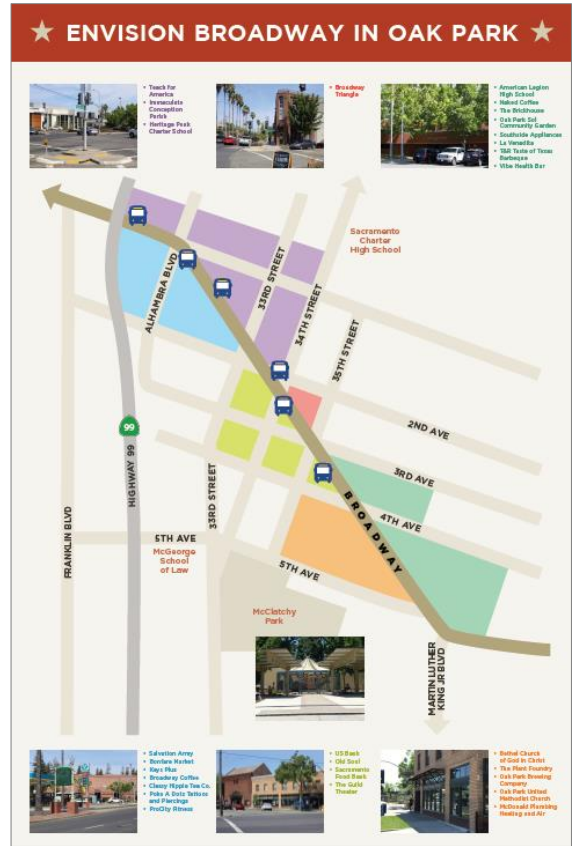 ENVISION BROADWAY IN OAK PARK
Teach for
America
Immaculate
Conception
Parish
Heritage Peak
Charter School
Broadway
Triangle
American Legion
High School
Naked Coffee
The Brickhouse
Oak Park Sol
Community Garden
Southside Appliances
La Venadita
T&R Taste of Texas
Barbeque
Vibe Health Bar
Sacramento
Charter
High School
ALHAMBRA BLVD
33RD STREET
34TH STREET
35TH STREET
2ND AVE
99
HIGHWAY 99
3RD AVE
33RD STREET
BROADWAY
4TH AVE
FRANKLIN BLVD
5TH AVE
McGeorge
School
of Law
5TH AVE
McClatchy
Park
MARTIN LUTHER
KING JR BLVD
Salvation Army
Bonfare Market
Kays Plus
Broadway Coffee
Classy Hippie Tea Co.
Poka A Dotz Tattoos
and Piercings
ProCity Fitness
US Bank
Old Soul
Sacramento
Food Bank
The Guild
Theater
Bethel Church
of God in Christ
The Plant Foundry
Oak Park Brewing
Company
Oak Park United
Methodist Church
McDonald Plumbing
Heating and Air